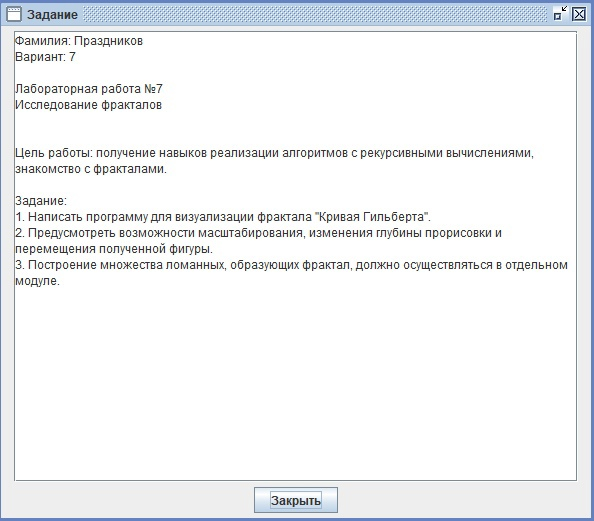 Задание
Фамилия: Праздников
Вариант: 7
Лабораторная работа №7
Исследование фракталов
Цель работы: получение навыков реализации алгоритмов с рекурсивными вычислениями,
знакомство с фракталами.
Задание:
1. Написать программу для визуализации фрактала "Кривая Гильберта".
2. Предусмотреть возможности масштабирования, изменения глубины прорисовки и
перемещения полученной фигуры.
3. Построение множества ломанных, образующих фрактал, должно осуществляться в отдельном
модуле.
Закрыть